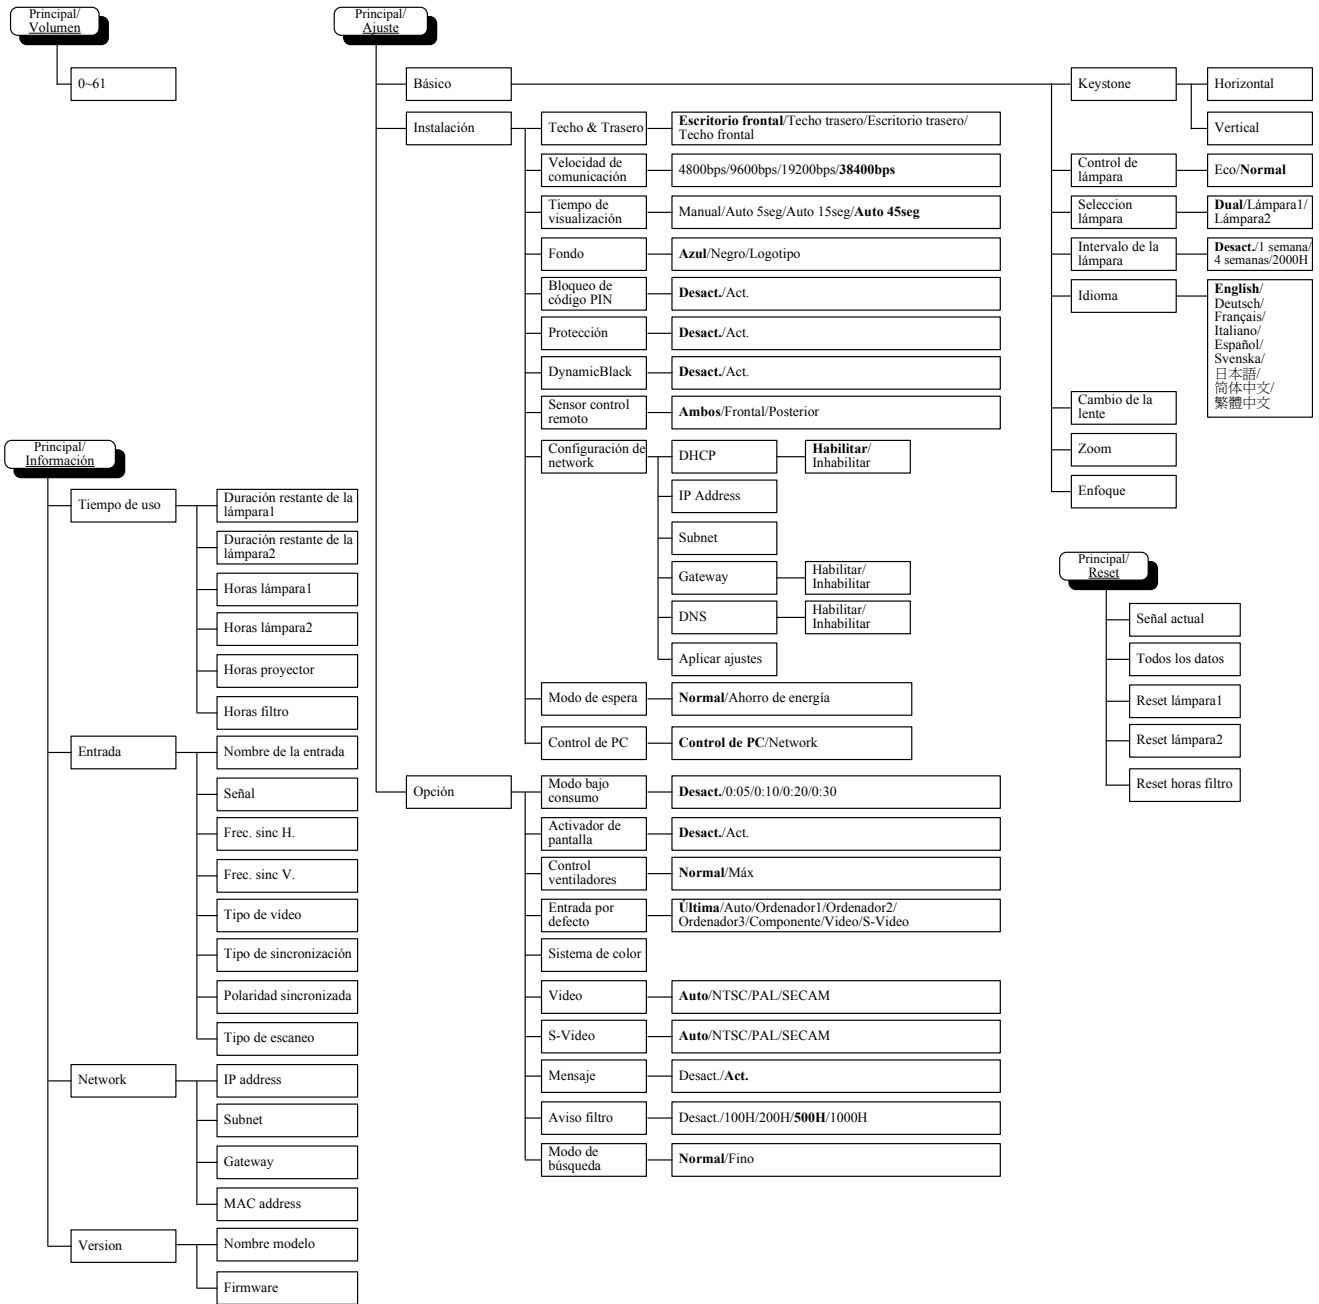 Principal/
Volumen
0~61
Principal/
Ajuste
Básico
Keystone
Horizontal
Vertical
Control de
lámpara
Eco/Normal
Seleccion
lámpara
Dual/Lámpara1/
Lámpara2
Intervalo de la
lámpara
Desact./1 semana/
4 semanas/2000H
Idioma
English/
Deutsch/
Français/
Italiano/
Español/
Svenska/
日本語/
简体中文/
繁體中文
Cambio de la
lente
Zoom
Enfoque
Instalación
Techo & Trasero
Escritorio frontal/Techo trasero/Escritorio trasero/
Techo frontal
Velocidad de
comunicación
4800bps/9600bps/19200bps/38400bps
Tiempo de
visualización
Manual/Auto 5seg/Auto 15seg/Auto 45seg
Fondo
Azul/Negro/Logotipo
Bloqueo de
código PIN
Desact./Act.
Protección
Desact./Act.
DynamicBlack
Desact./Act.
Sensor control
remoto
Ambos/Frontal/Posterior
Configuración de
network
DHCP
Habilitar/
Inhabilitar
IP Address
Subnet
Gateway
Habilitar/
Inhabilitar
DNS
Habilitar/
Inhabilitar
Aplicar ajustes
Modo de espera
Normal/Ahorro de energía
Control de PC
Control de PC/Network
Opción
Modo bajo
consumo
Desact./0:05/0:10/0:20/0:30
Activador de
pantalla
Desact./Act.
Control
ventiladores
Normal/Máx
Entrada por
defecto
Última/Auto/Ordenador1/Ordenador2/
Ordenador3/Componente/Video/S-Video
Sistema de color
Video
Auto/NTSC/PAL/SECAM
S-Video
Auto/NTSC/PAL/SECAM
Mensaje
Desact./Act.
Aviso filtro
Desact./100H/200H/500H/1000H
Modo de
búsqueda
Normal/Fino
Principal/
Información
Tiempo de uso
Duración restante de la
lámpara1
Duración restante de la
lámpara2
Horas lámpara1
Horas lámpara2
Horas proyector
Horas filtro
Entrada
Nombre de la entrada
Señal
Frec. sinc H.
Frec. sinc V.
Tipo de vídeo
Tipo de sincronización
Polaridad sincronizada
Tipo de escaneo
Network
IP address
Subnet
Gateway
MAC address
Version
Nombre modelo
Firmware
Principal/
Reset
Señal actual
Todos los datos
Reset lámpara1
Reset lámpara2
Reset horas filtro